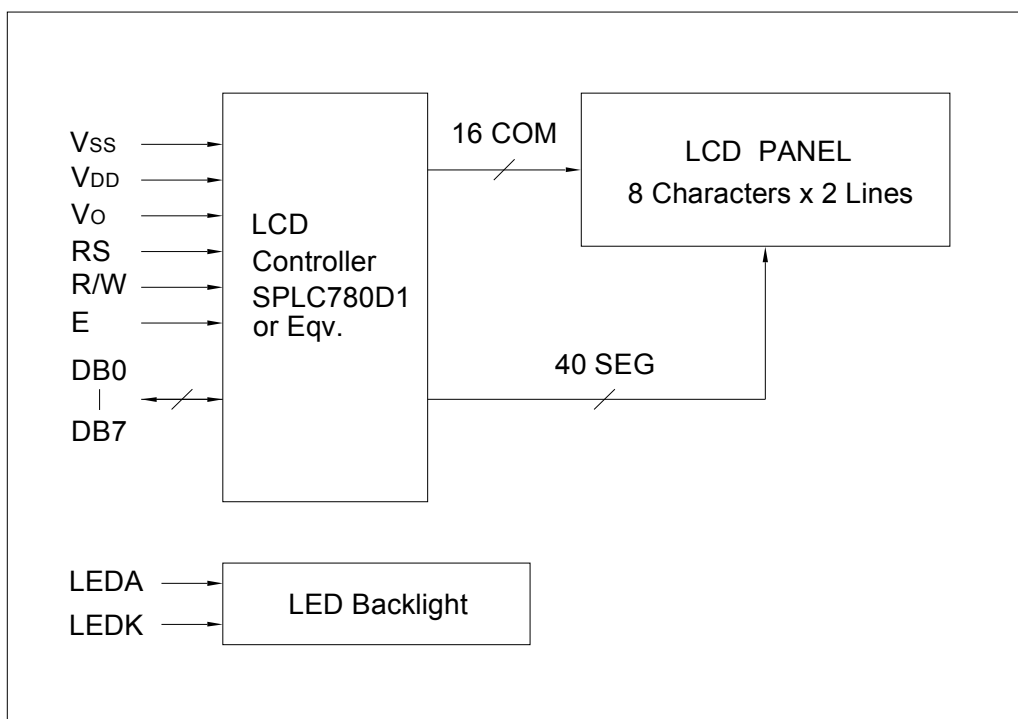 VSS
VDD
VO
RS
R/W
E
DB0
DB7
LCD
Controller
SPLC780D1
or Eqv.
16 COM
40 SEG
LCD PANEL
8 Characters x 2 Lines
LEDA
LEDK
LED Backlight